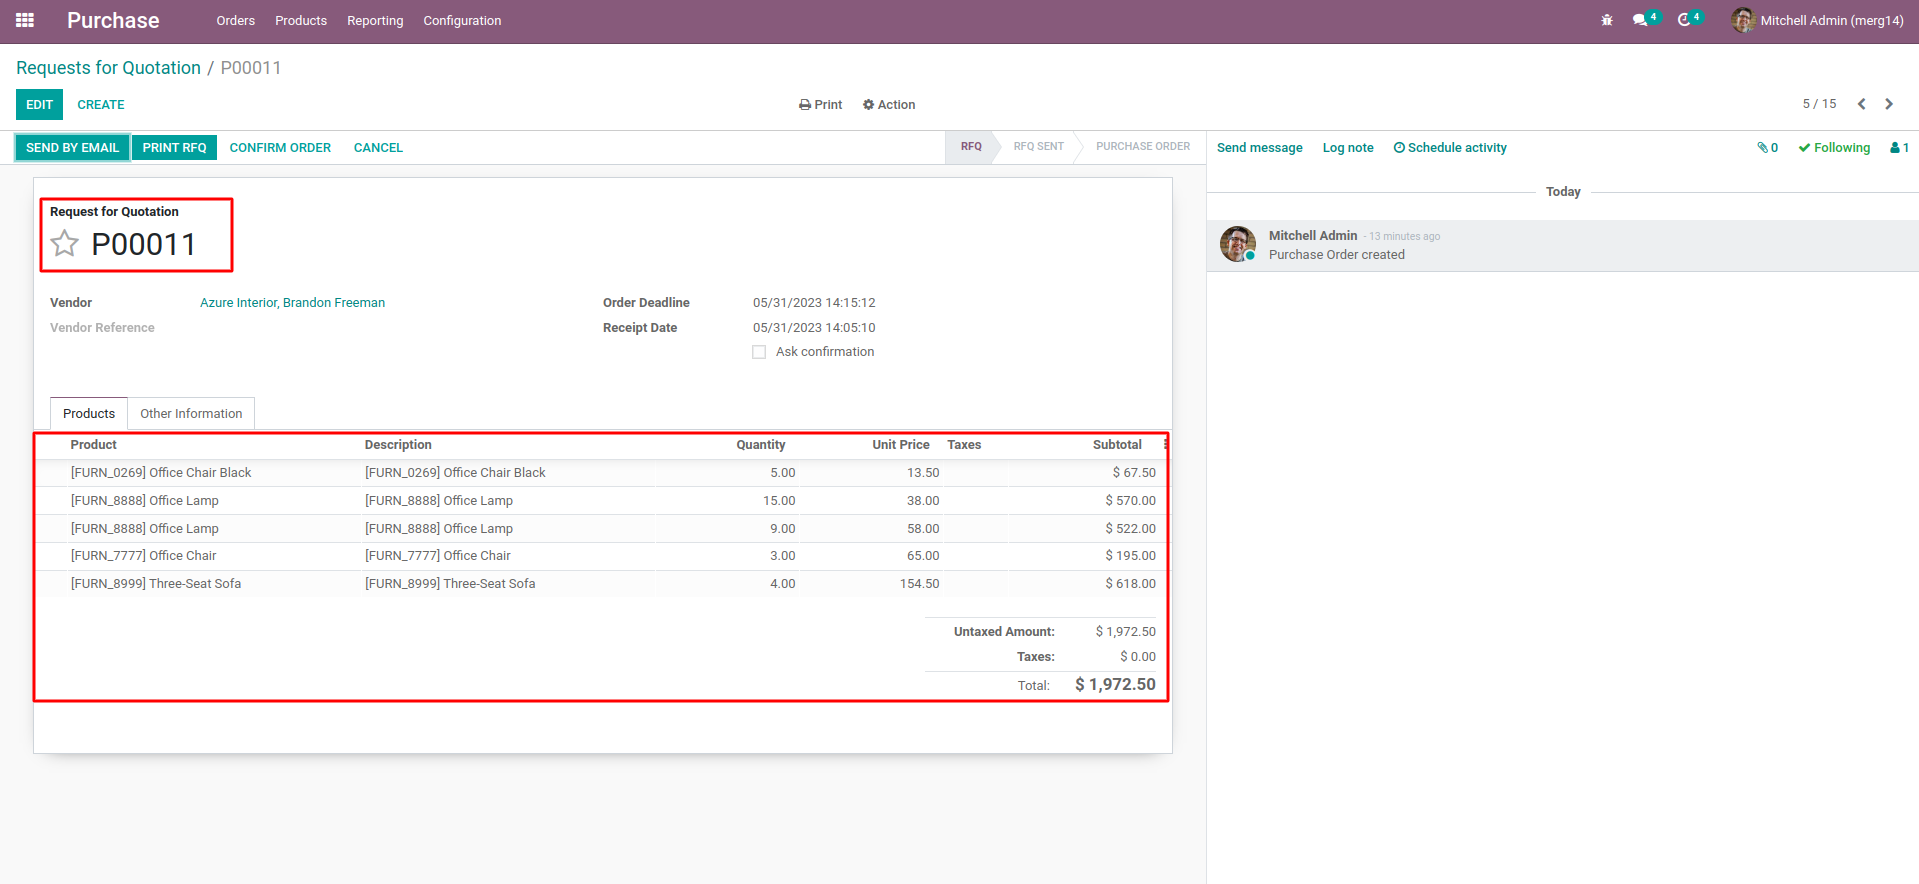 Purchase Orders Products Reporting Configuration 4 4 Mitchell Admin (merg14)
Requests for Quotation / P00011
EDIT CREATE Print Action 5 / 15
SEND BY EMAIL PRINT RFQ CONFIRM ORDER CANCEL RFQ RFQ SENT PURCHASE ORDER Send message Log note Schedule activity 0 Following 1
Today
Request for Quotation
P00011
Mitchell Admin - 13 minutes ago
Purchase Order created
Vendor Azure Interior, Brandon Freeman Order Deadline 05/31/2023 14:15:12
Vendor Reference Receipt Date 05/31/2023 14:05:10
Ask confirmation
Products Other Information
Product Description Quantity Unit Price Taxes Subtotal
[FURN_0269] Office Chair Black [FURN_0269] Office Chair Black 5.00 13.50 $ 67.50
[FURN_8888] Office Lamp [FURN_8888] Office Lamp 15.00 38.00 $ 570.00
[FURN_8888] Office Lamp [FURN_8888] Office Lamp 9.00 58.00 $ 522.00
[FURN_7777] Office Chair [FURN_7777] Office Chair 3.00 65.00 $ 195.00
[FURN_8999] Three-Seat Sofa [FURN_8999] Three-Seat Sofa 4.00 154.50 $ 618.00
Untaxed Amount: $ 1,972.50
Taxes: $ 0.00
Total: $ 1,972.50